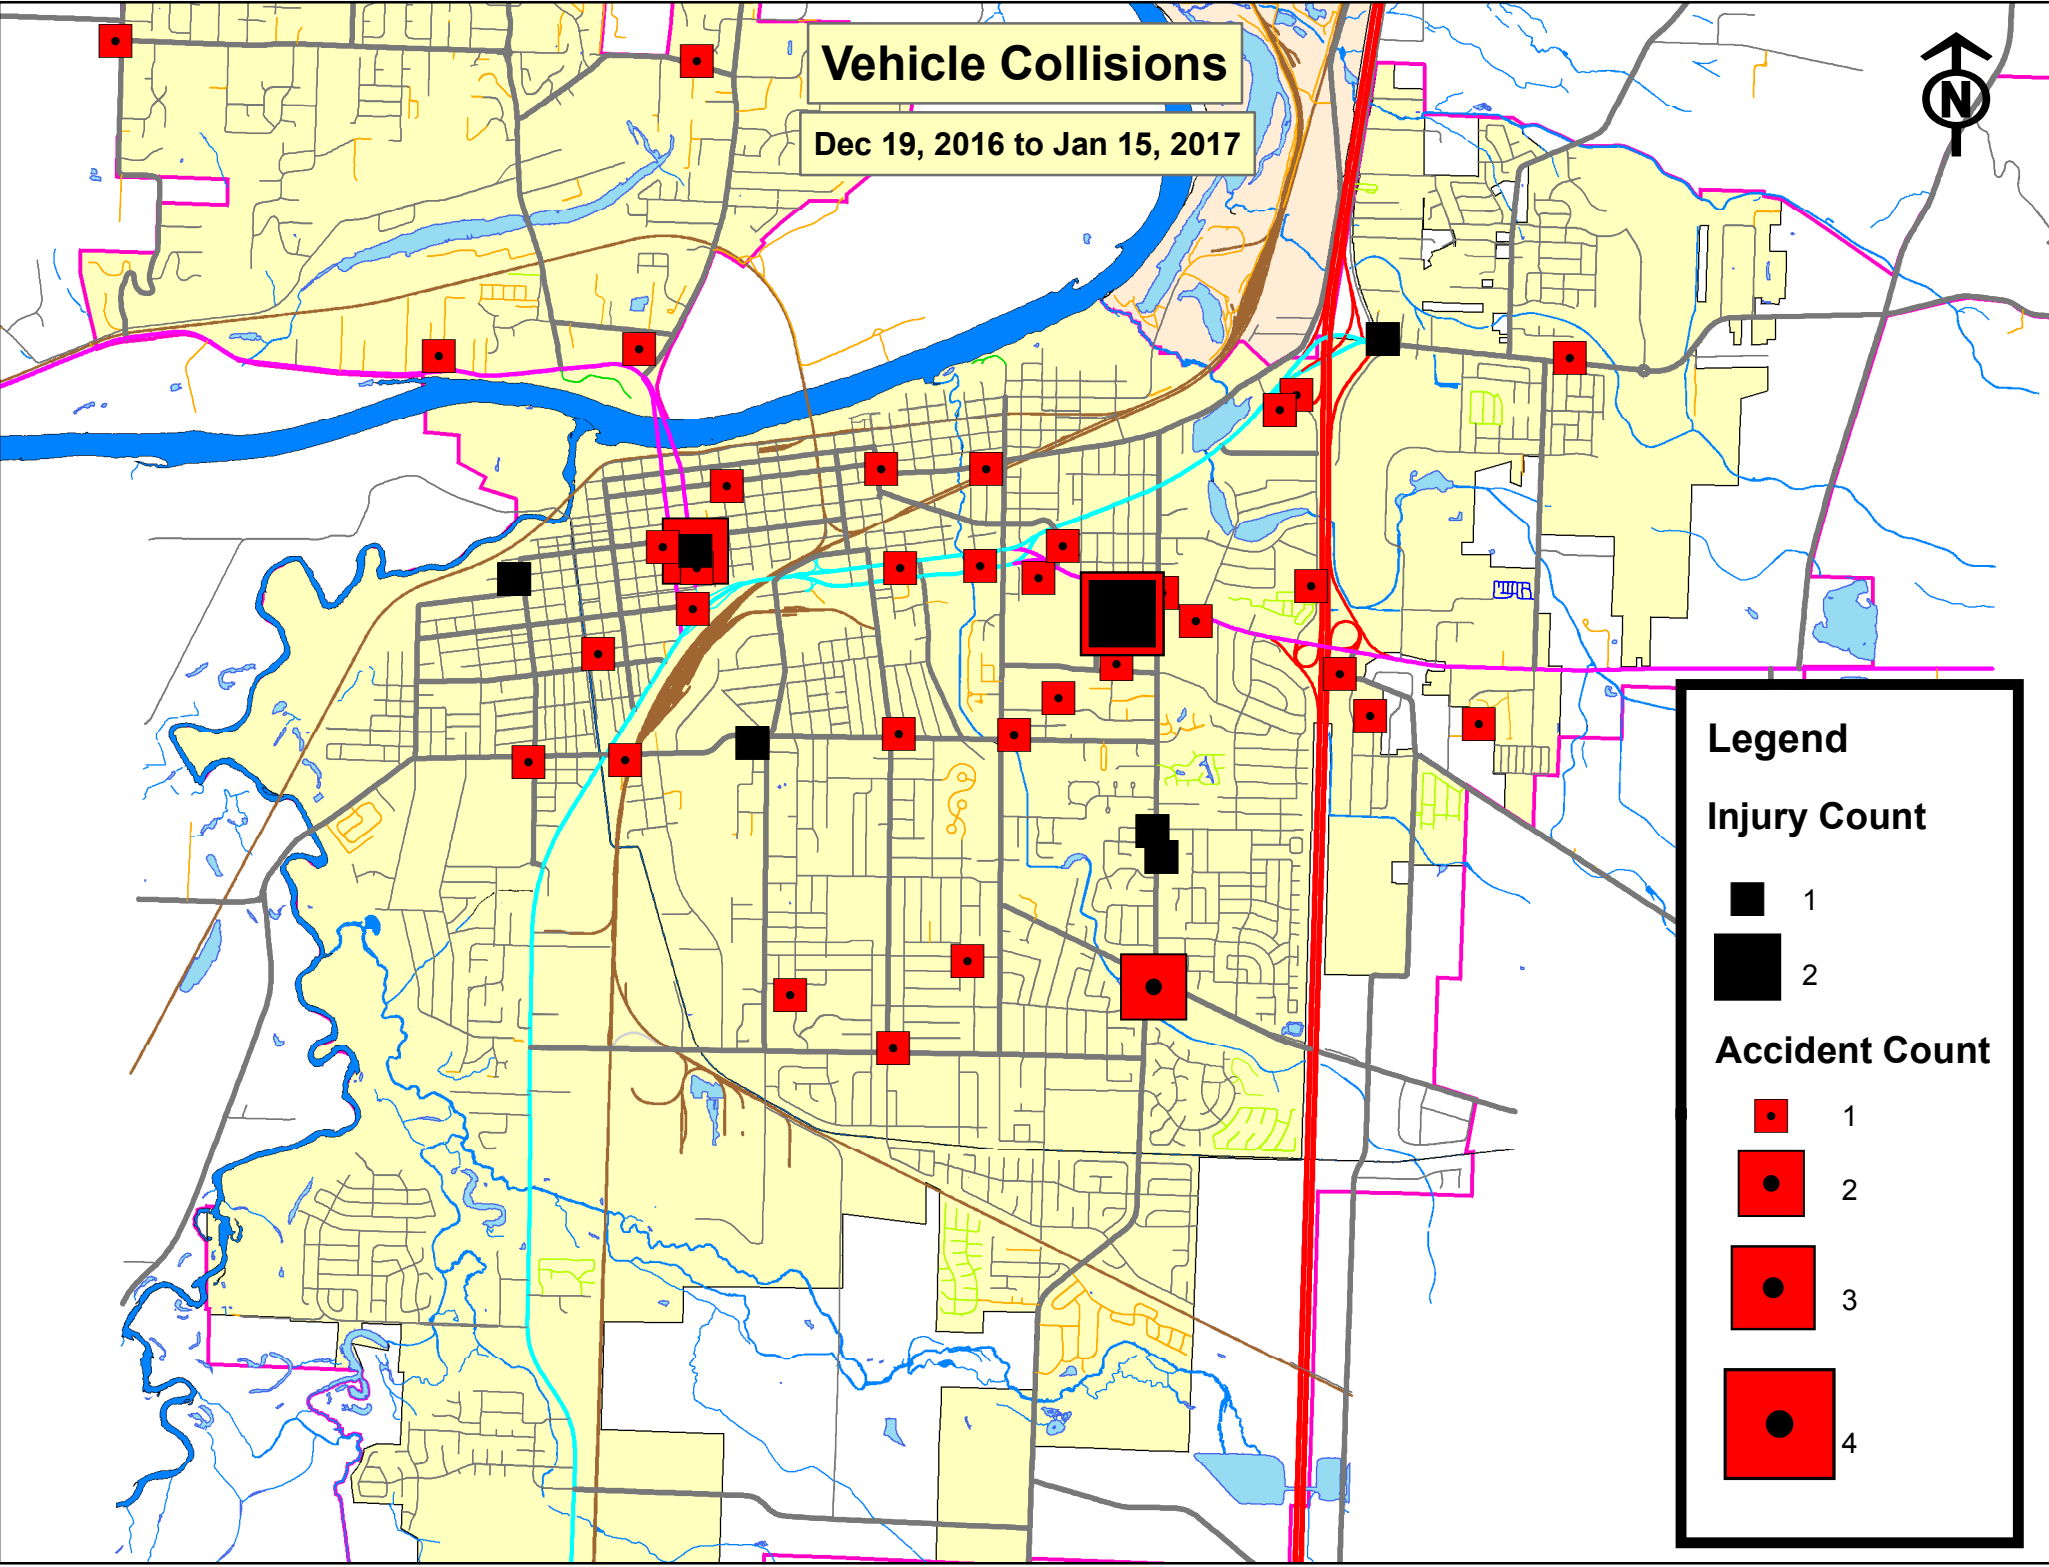 Vehicle Collisions
Dec 19, 2016 to Jan 15, 2017
N
Legend
Injury Count
1
2
Accident Count
1
2
3
4